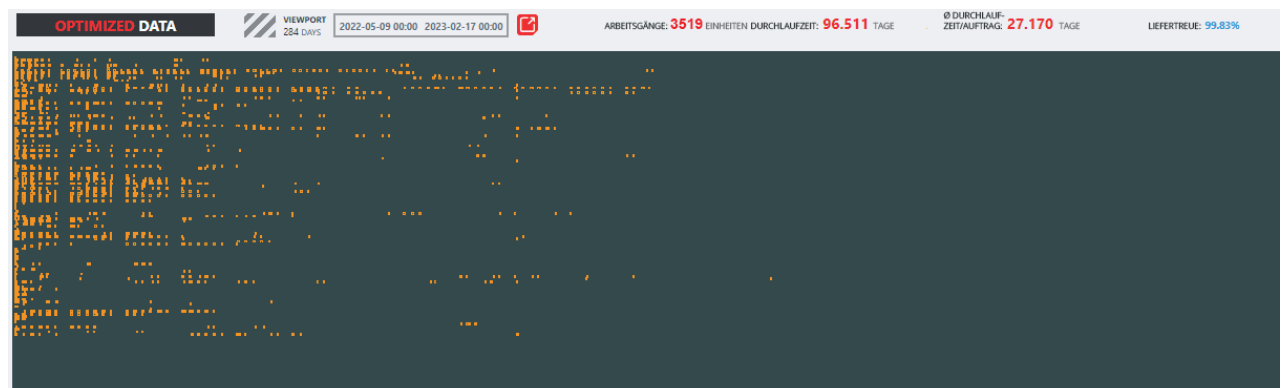 OPTIMIZED DATA
VIEWPORT
284 DAYS
2022-05-09 00:00 2023-02-17 00:00
ARBEITSGÄNGE: 3519 EINHEITEN DURCHLAUFZEIT: 96.511 TAGE
Ø DURCHLAUF-
ZEIT/AUFTRAG: 27.170 TAGE
LIEFERTREUE: 99.83%